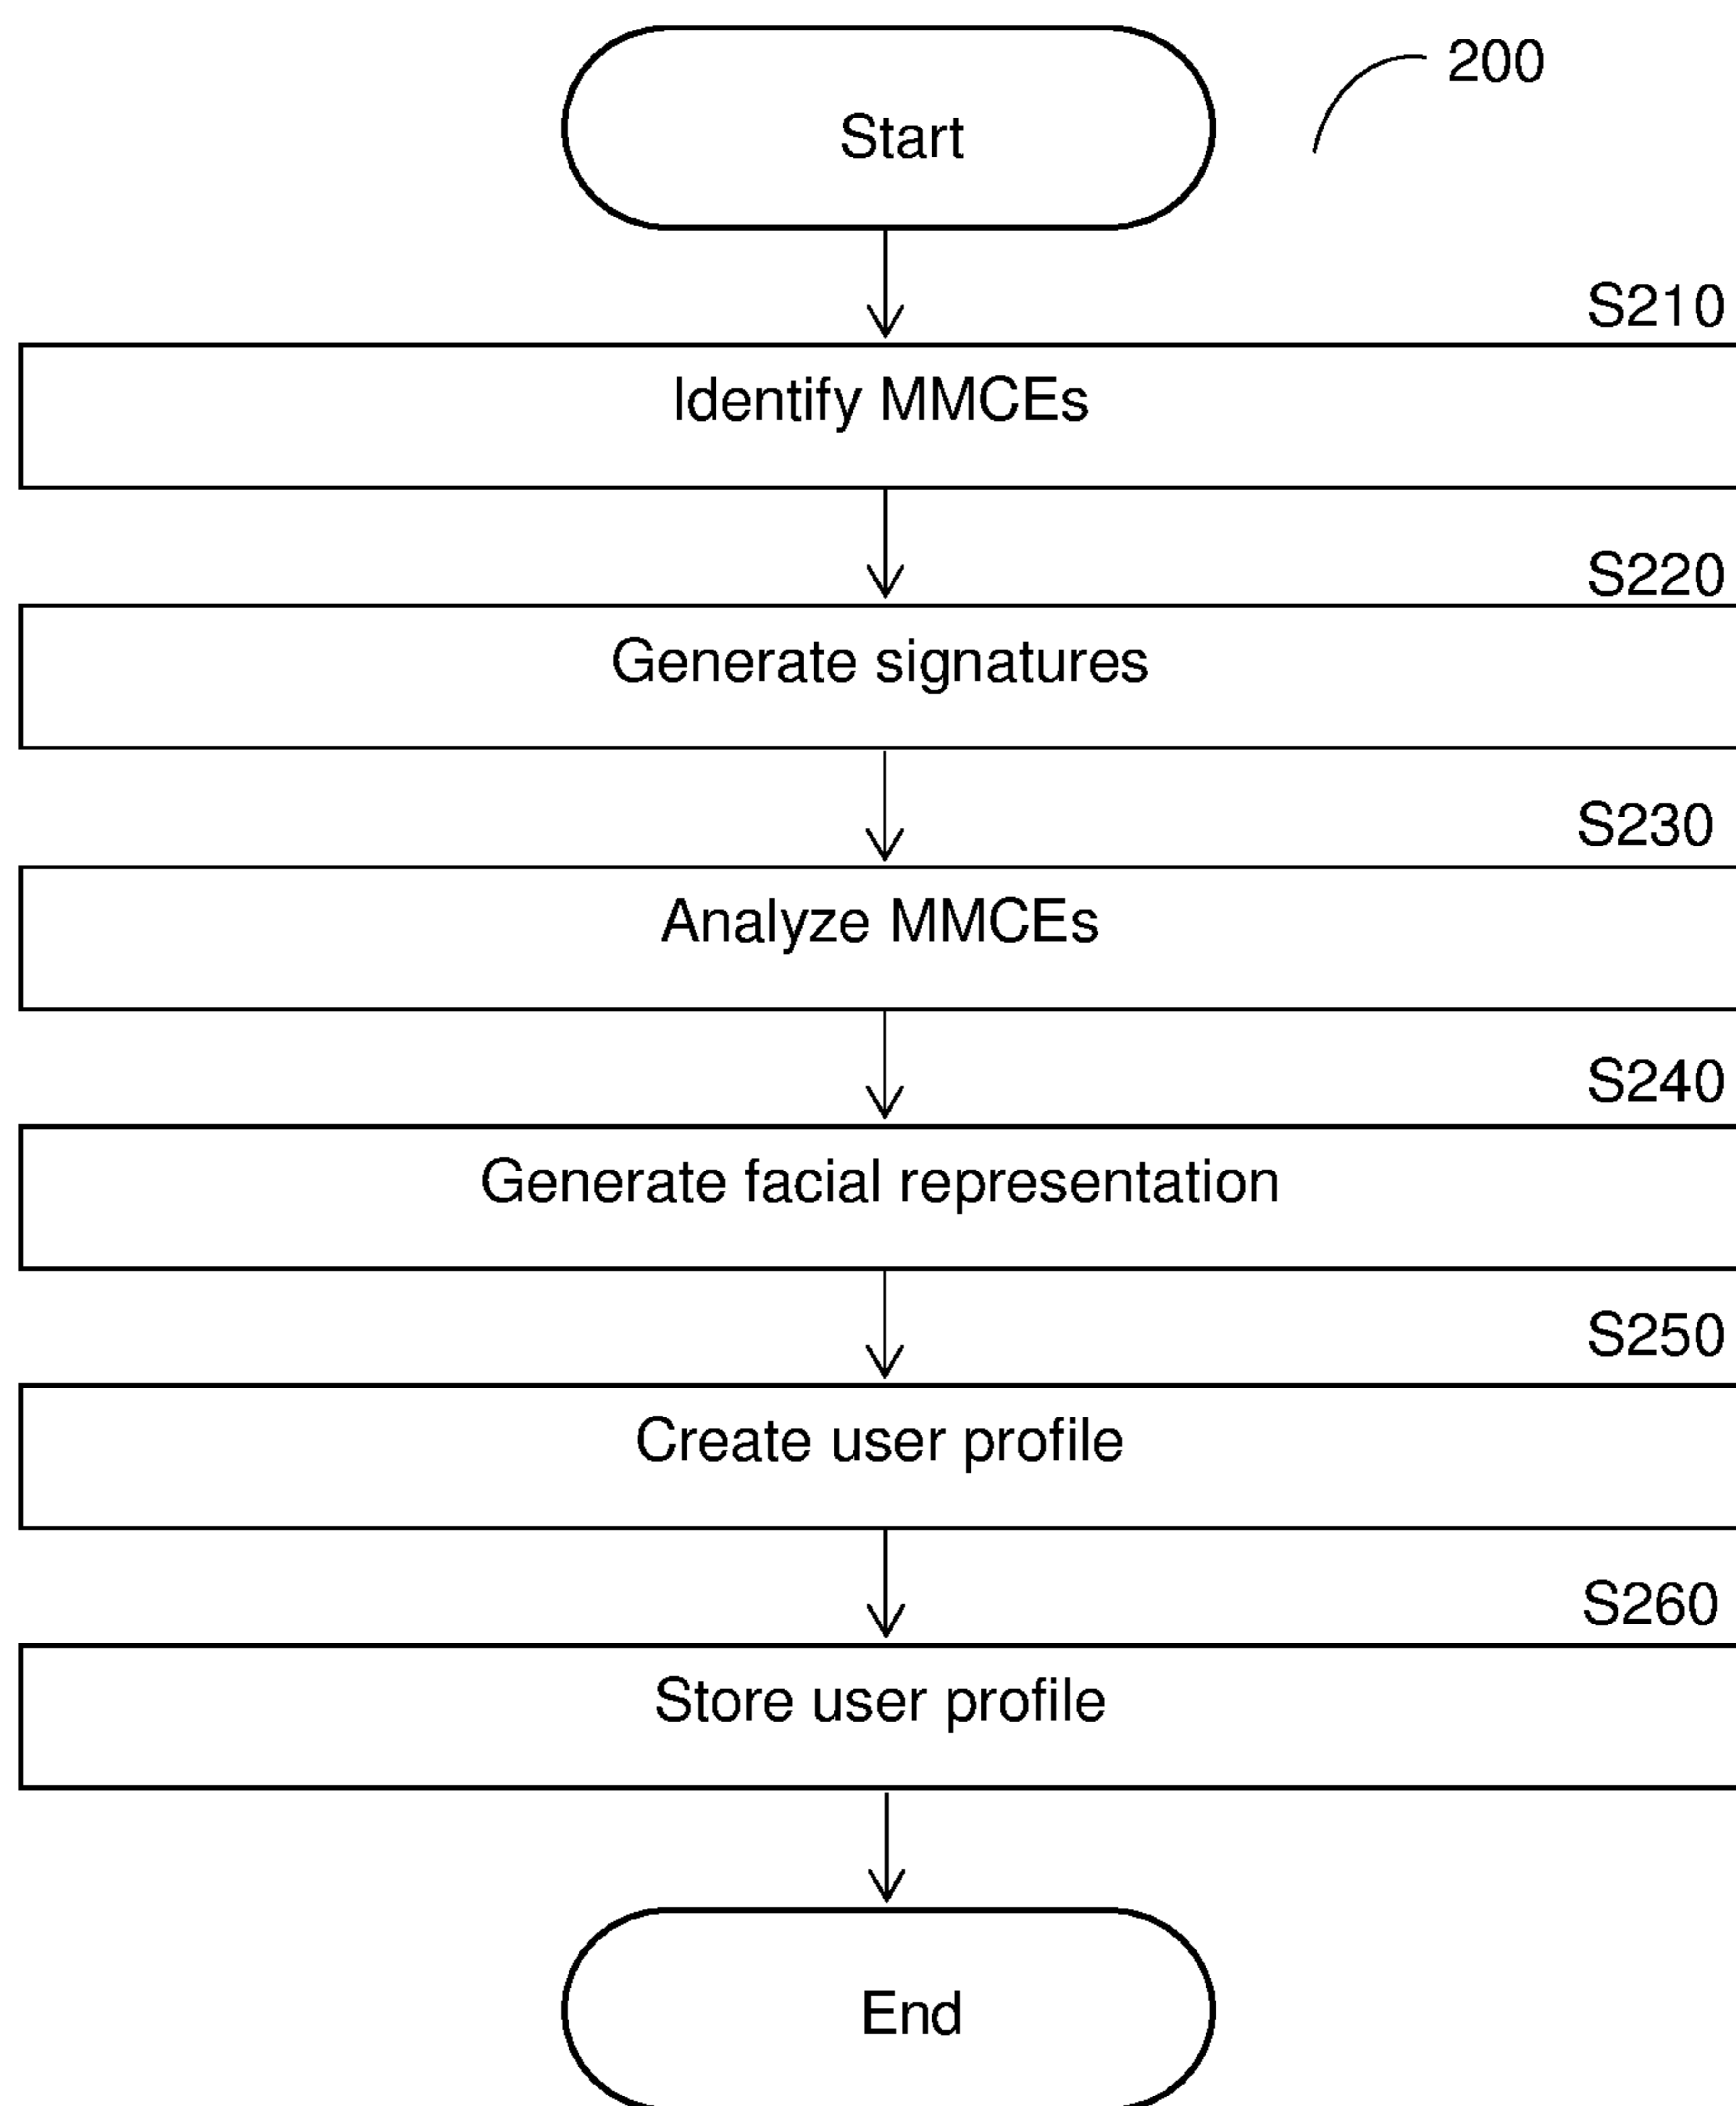 Start
200
S210
Identify MMCEs
S220
Generate signatures
S230
Analyze MMCEs
S240
Generate facial representation
S250
Create user profile
S260
Store user profile
End